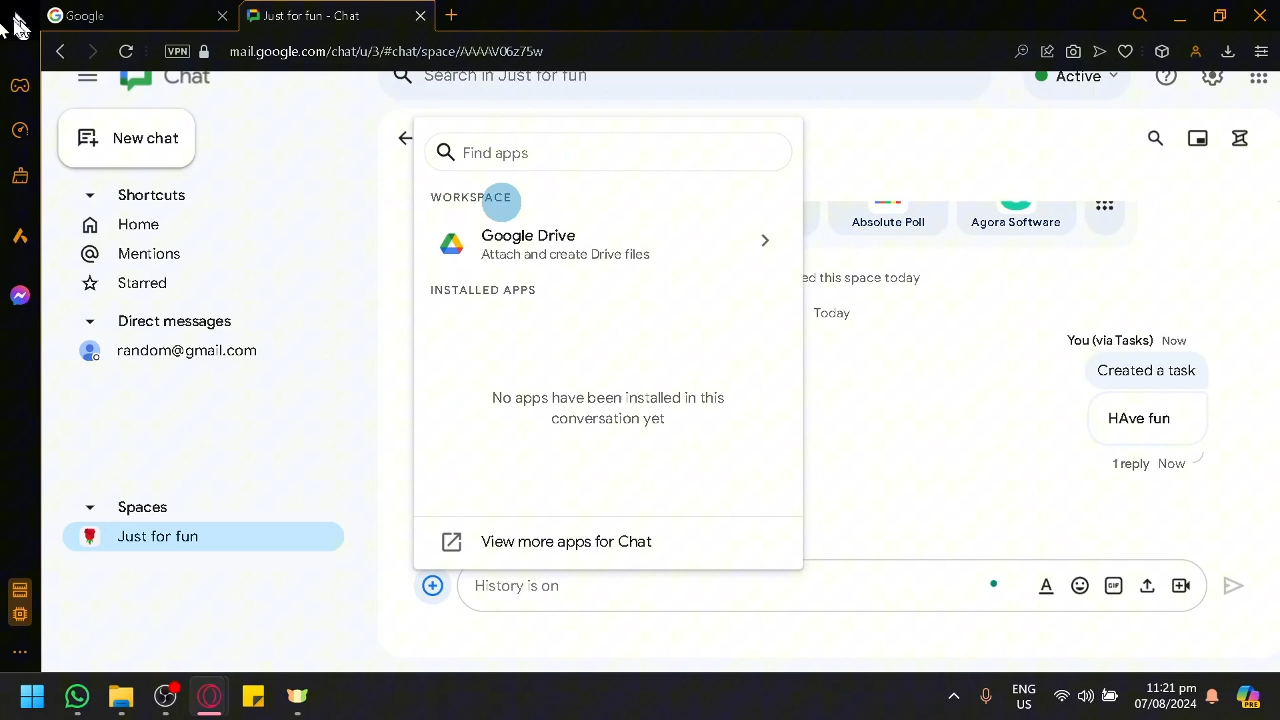 Google
Just for fun - Chat
VPN
mail.google.com/chat/u/3/#chat/space/
Chat
Search in Just for fun
Active
New chat
Shortcuts
Home
Mentions
Starred
Direct messages
random@gmail.com
Spaces
Just for fun
Find apps
WORKSPACE
Google Drive
Attach and create Drive files
INSTALLED APPS
No apps have been installed in this
conversation yet
View more apps for Chat
Absolute Poll
Agora Software
ed this space today
Today
You (via Tasks) Now
Created a task
HAve fun
1 reply Now
History is on
GIF
ENG
US
11:21 pm
07/08/2024
PRE